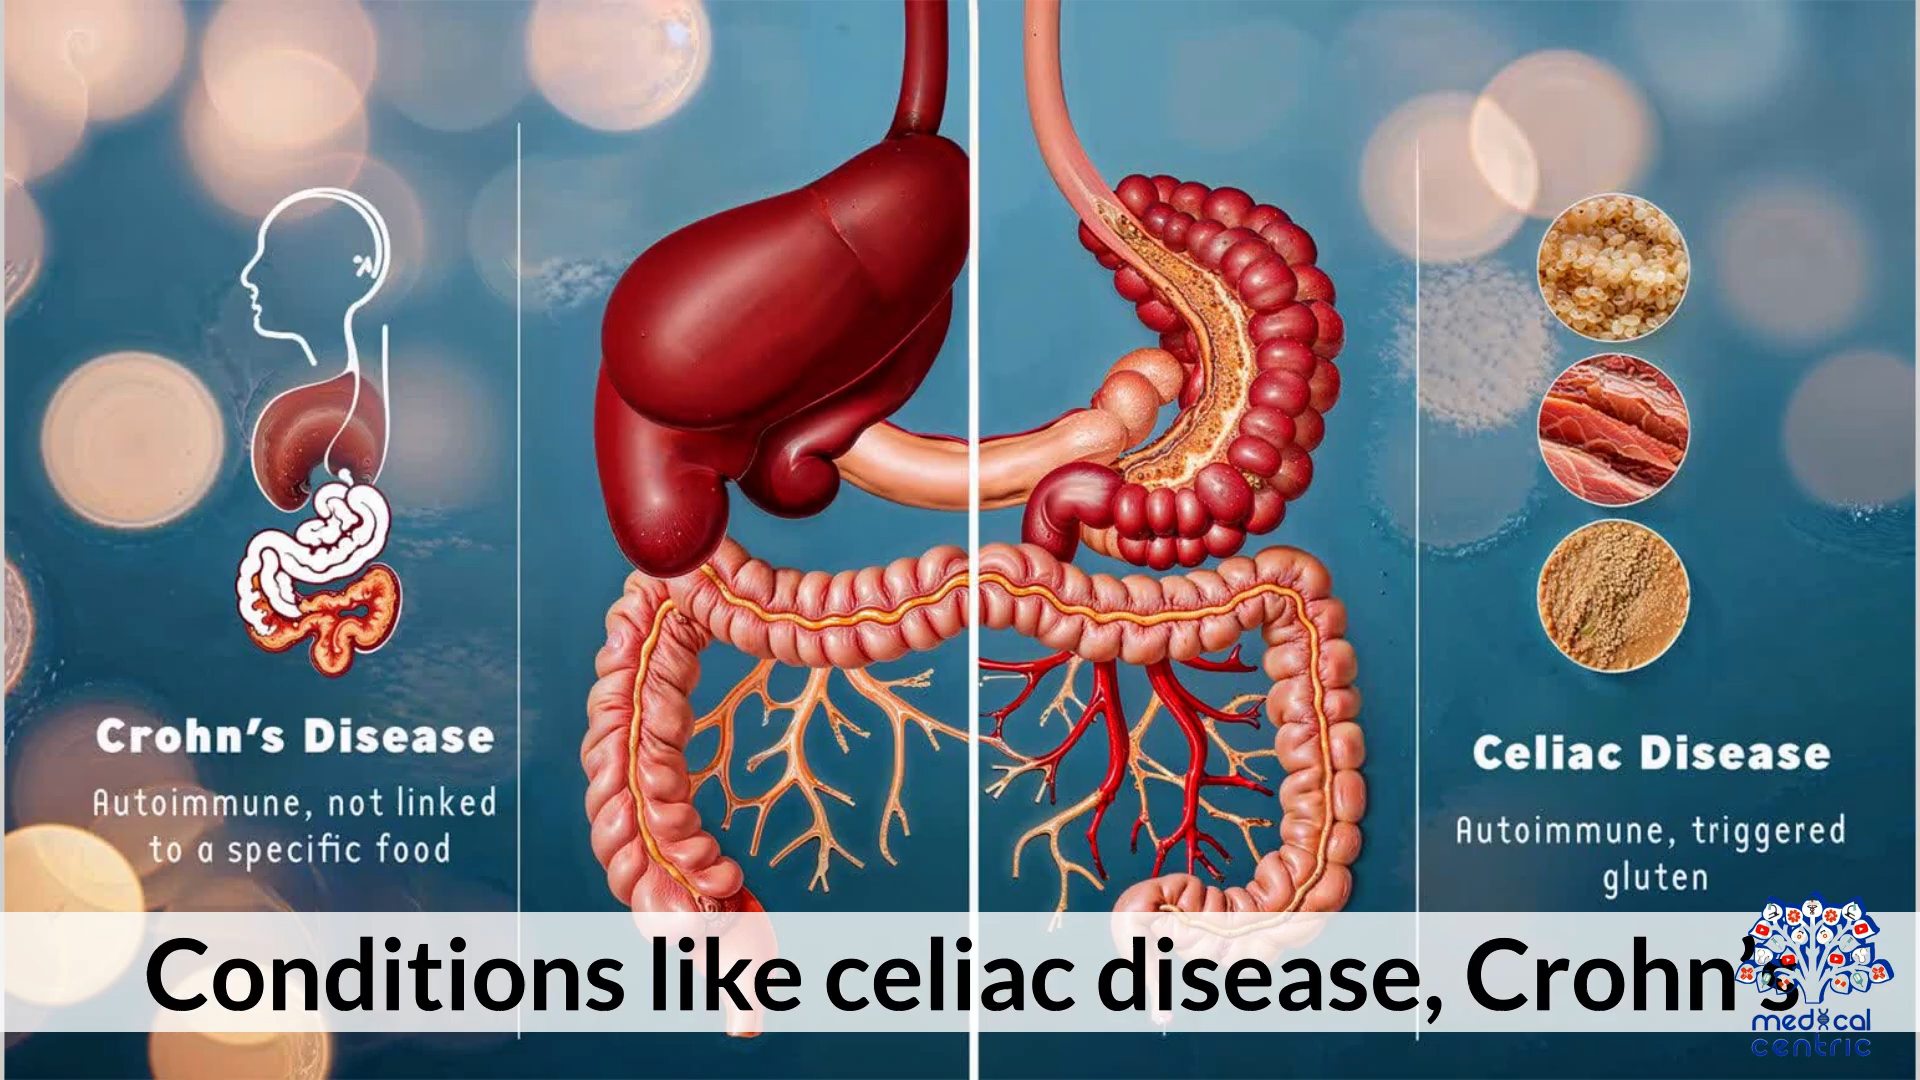 Crohn's Disease
Autoimmune, not linked
to a specific food
Celiac Disease
Autoimmune, triggered
gluten
Conditions like celiac disease, Crohn's
medical
centric